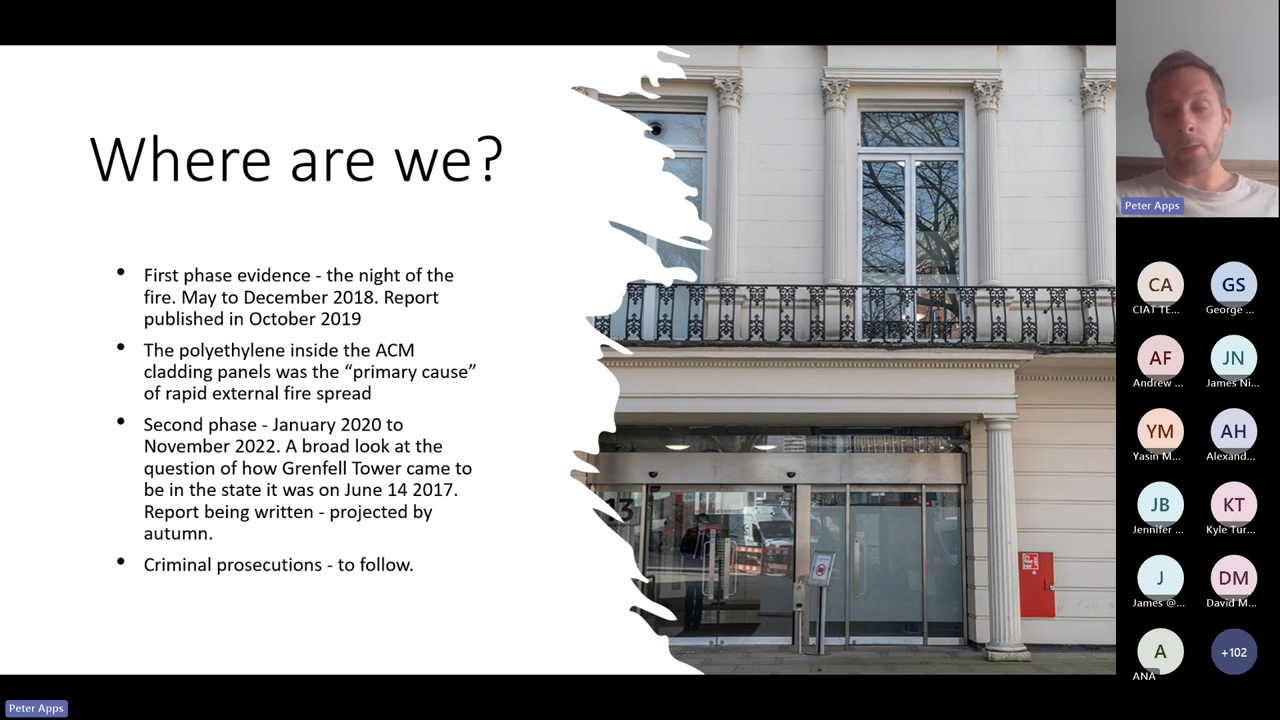 Where are we?
• First phase evidence - the night of the
fire. May to December 2018. Report
published in October 2019
• The polyethylene inside the ACM
cladding panels was the “primary cause”
of rapid external fire spread
• Second phase - January 2020 to
November 2022. A broad look at the
question of how Grenfell Tower came to
be in the state it was on June 14 2017.
Report being written - projected by
autumn.
• Criminal prosecutions - to follow.
13
Peter Apps
CA
CIAT TE...
GS
George ...
AF
Andrew ...
JN
James Ni...
YM
Yasin M...
AH
Alexand...
JB
Jennifer ...
KT
Kyle Tur...
J
James @...
DM
David M...
A
ANA
+102
Peter Apps